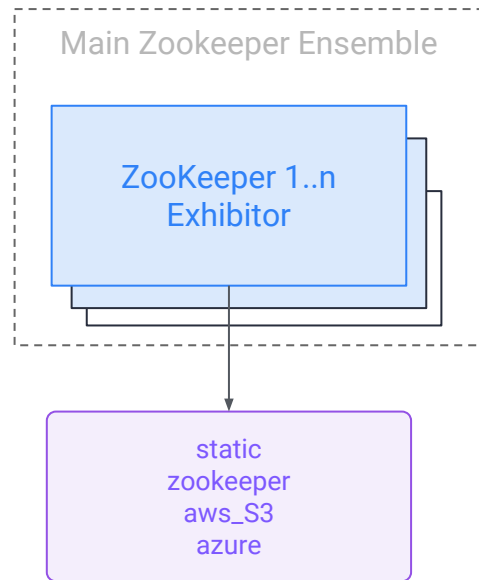 Main Zookeeper Ensemble
ZooKeeper 1..n
Exhibitor
static
zookeeper
aws_S3
azure